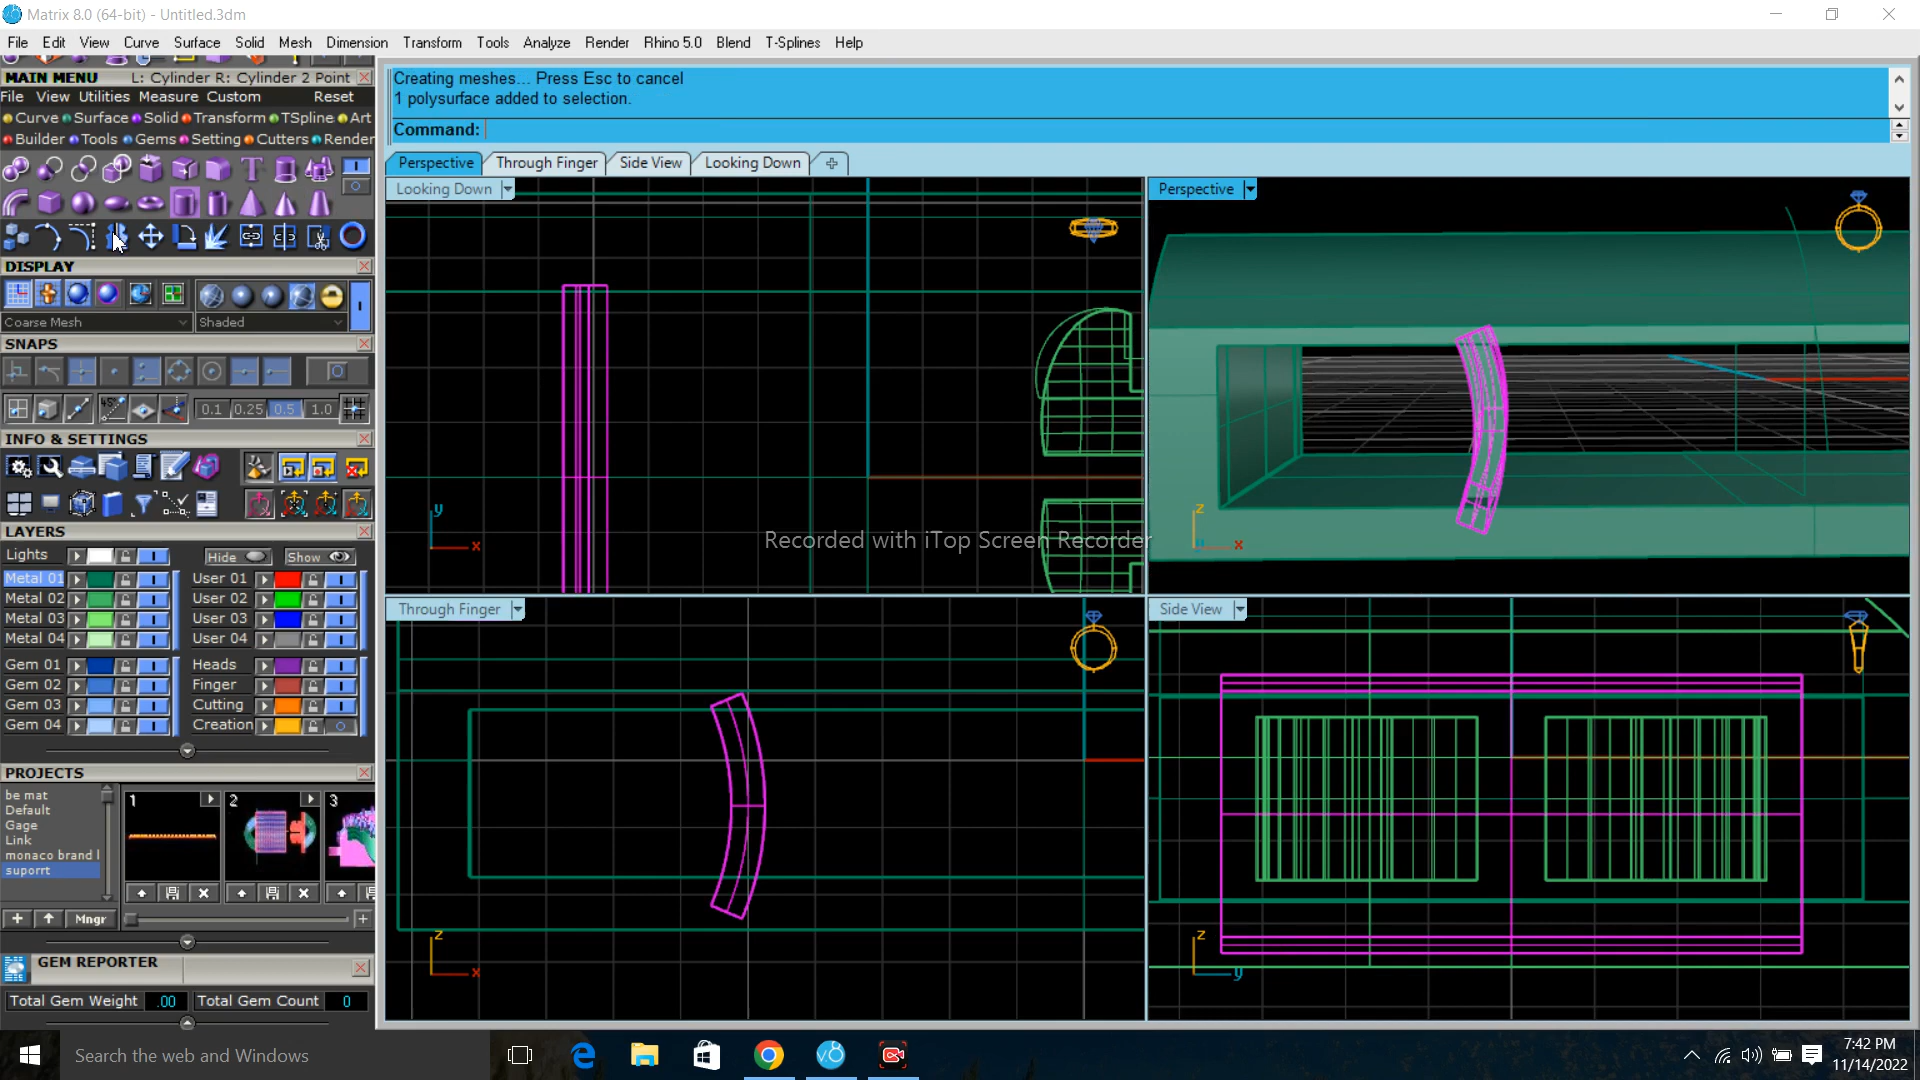 Matrix 8.0 (64-bit) - Untitled.3dm
File Edit View Curve Surface Solid Mesh Dimension Transform Tools Analyze Render Rhino 5.0 Blend T-Splines Help
MAIN MENU L: Cylinder R: Cylinder 2 Point
File View Utilities Measure Custom Reset
Curve Surface Solid Transform TSpline Art
Builder Tools Gems Setting Cutters Render
DISPLAY
Coarse Mesh Shaded
SNAPS
45°
0.1 0.25 0.5 1.0
INFO & SETTINGS
LAYERS
Lights Hide Show
Metal 01 User 01
Metal 02 User 02
Metal 03 User 03
Metal 04 User 04
Gem 01 Heads
Gem 02 Finger
Gem 03 Cutting
Gem 04 Creation
PROJECTS
be mat
Default
Gage
Link
monaco brand l
suporrt
1 2 3
+ Mngr +
GEM REPORTER
Total Gem Weight .00 Total Gem Count 0
Creating meshes... Press Esc to cancel
1 polysurface added to selection.
Command:
Perspective Through Finger Side View Looking Down
Looking Down
y
x
Perspective
z
x
Recorded with iTop Screen Recorder
Through Finger
z
x
Side View
z
y
Search the web and Windows
7:42 PM
11/14/2022